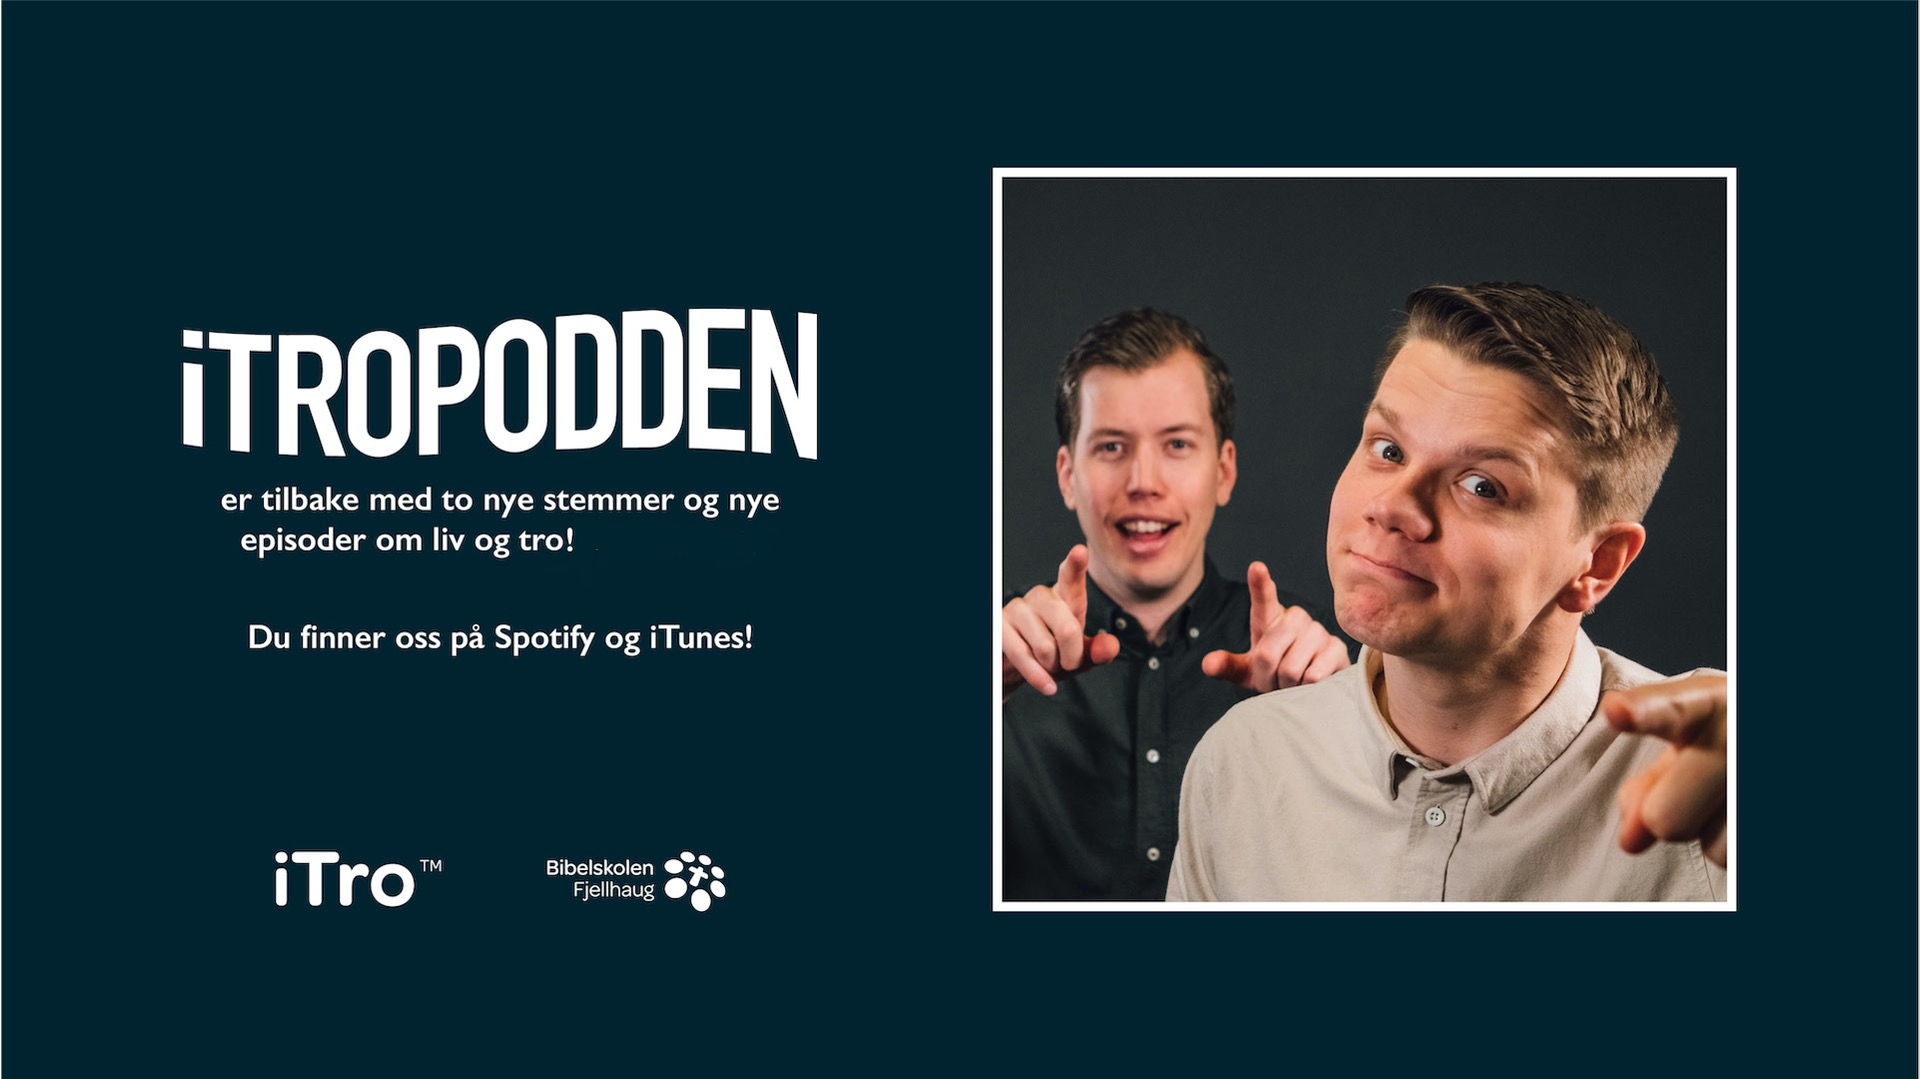 iTROPODDEN
er tilbake med to nye stemmer og nye
episoder om liv og tro!
Du finner oss på Spotify og iTunes!
iTro™
Bibelskolen
Fjellhaug